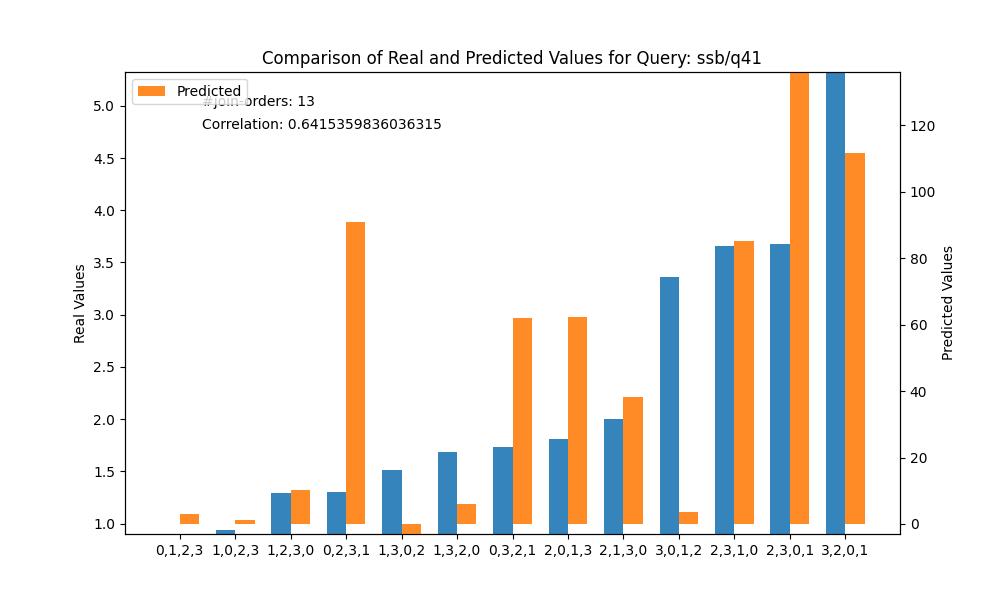 Comparison of Real and Predicted Values for Query: ssb/q41
Predicted
#join-orders: 13
Correlation: 0.6415359836036315
5.0
4.5
4.0
3.5
3.0
2.5
2.0
1.5
1.0
Real Values
120
100
80
60
40
20
0
Predicted Values
0,1,2,3 1,0,2,3 1,2,3,0 0,2,3,1 1,3,0,2 1,3,2,0 0,3,2,1 2,0,1,3 2,1,3,0 3,0,1,2 2,3,1,0 2,3,0,1 3,2,0,1